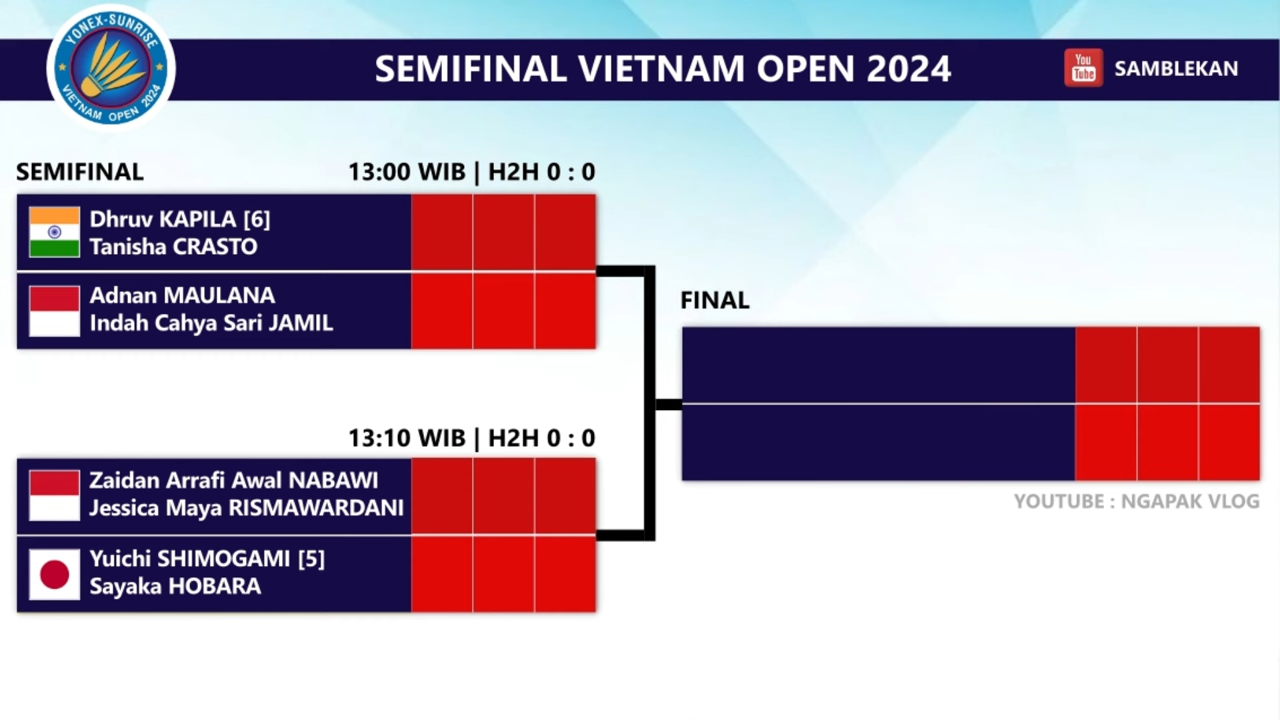 YONEX-SUNRISE
VIETNAM OPEN 2024
SEMIFINAL VIETNAM OPEN 2024
You
Tube
SAMBLEKAN
SEMIFINAL
13:00 WIB | H2H 0 : 0
Dhruv KAPILA [6]
Tanisha CRASTO
Adnan MAULANA
Indah Cahya Sari JAMIL
FINAL
13:10 WIB | H2H 0 : 0
Zaidan Arrafi Awal NABAWI
Jessica Maya RISMAWARDANI
Yuichi SHIMOGAMI [5]
Sayaka HOBARA
YOUTUBE : NGAPAK VLOG